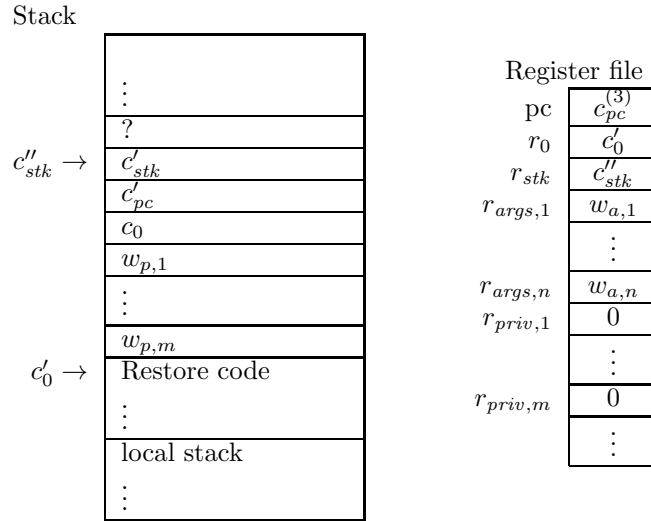 Stack
⋮
?
c''_{stk} → c'_{stk}
c'_{pc}
c_0
w_{p,1}
⋮
w_{p,m}
c'_0 → Restore code
⋮
local stack
⋮
Register file
pc c^{(3)}_{pc}
r_0 c'_0
r_{stk} c''_{stk}
r_{args,1} w_{a,1}
⋮
r_{args,n} w_{a,n}
r_{priv,1} 0
⋮
r_{priv,m} 0
⋮